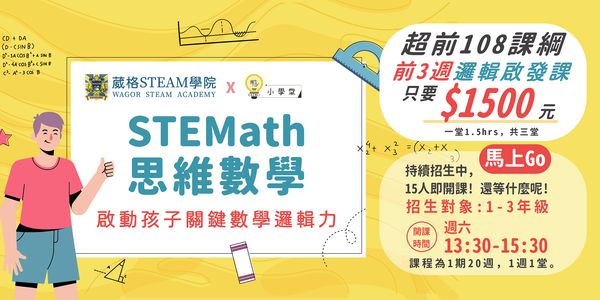 CD + DA
(D - C SIN B)
葳格STEAM學院
WAGOR STEAM ACADEMY
X
小學堂
STEMath
思維數學
啟動孩子關鍵數學邏輯力
超前108課綱
前3週邏輯啟發課
只要$1500元
一堂1.5hrs，共三堂
馬上Go
持續招生中，
15人即開課！還等什麼呢！
招生對象：1-3年級
開課
時間
週六
13:30-15:30
課程為1期20週，1週1堂。